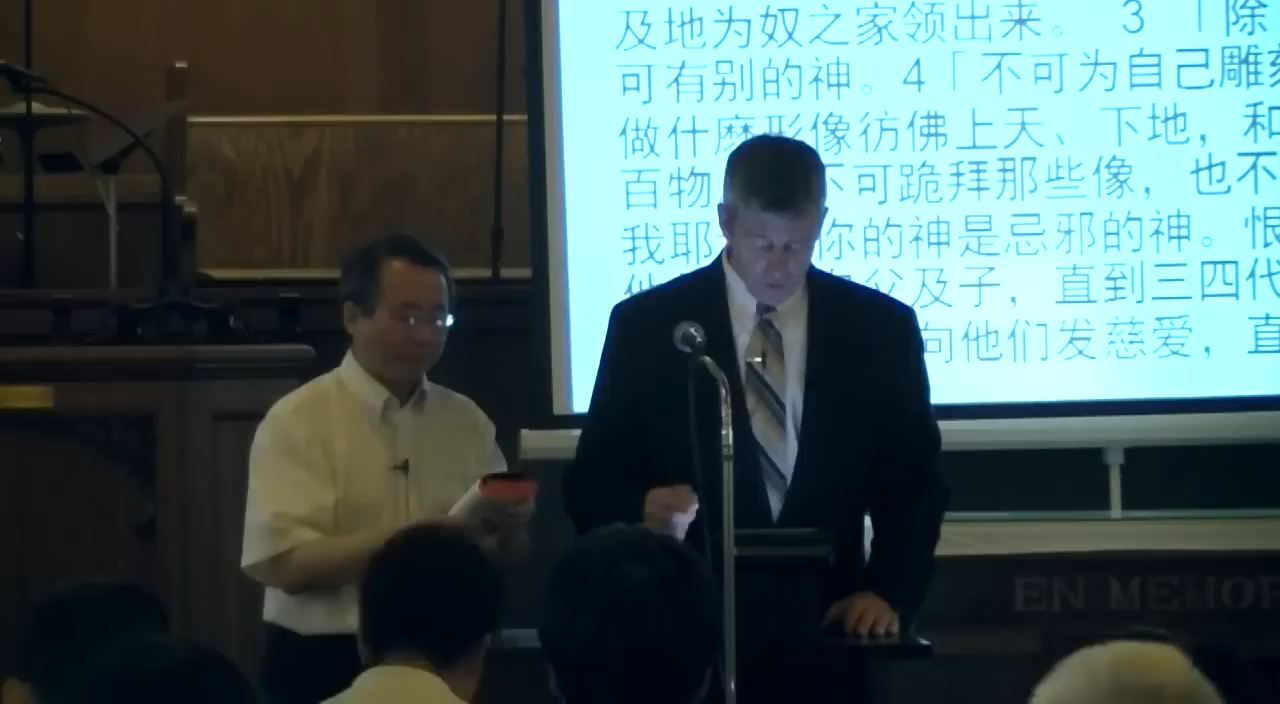 及地为奴之家领出来。 3 「除
可有别的神。4「不可为自己雕刻
做什麽形像彷佛上天、下地，和
百物 不可跪拜那些像，也不
我耶 你的神是忌邪的神。恨
他 父及子，直到三四代
向他们发慈爱，直
EN MEMOR